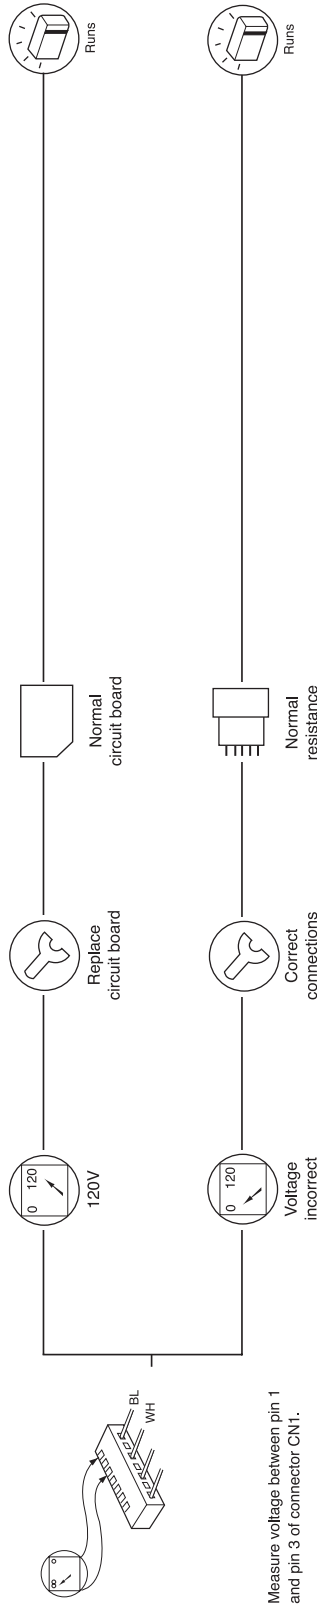 Measure voltage between pin 1
and pin 3 of connector CN1.
BL
WH
0 120
120V
Replace
circuit board
Normal
circuit board
Runs
0 120
Voltage
incorrect
Correct
connections
Normal
resistance
Runs